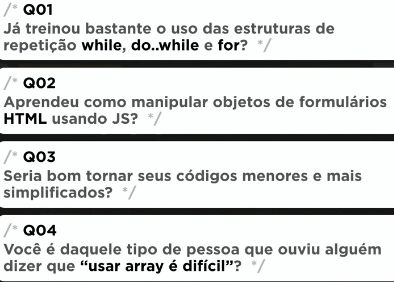 /* Q01
Já treinou bastante o uso das estruturas de
repetição while, do..while e for? */
/* Q02
Aprendeu como manipular objetos de formulários
HTML usando JS? */
/* Q03
Seria bom tornar seus códigos menores e mais
simplificados? */
/* Q04
Você é daquele tipo de pessoa que ouviu alguém
dizer que “usar array é difícil”? */